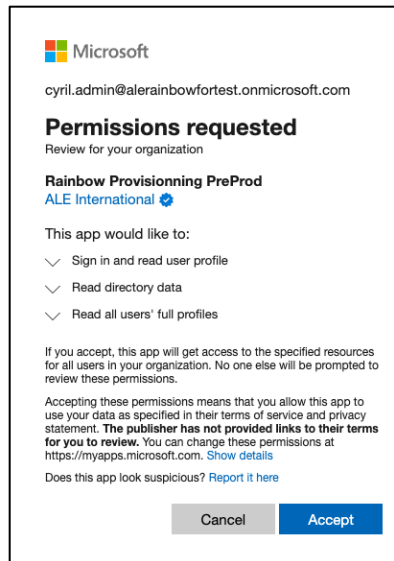 Microsoft
cyril.admin@alerainbowfortest.onmicrosoft.com
Permissions requested
Review for your organization
Rainbow Provisionning PreProd
ALE International
This app would like to:
Sign in and read user profile
Read directory data
Read all users' full profiles
If you accept, this app will get access to the specified resources
for all users in your organization. No one else will be prompted to
review these permissions.
Accepting these permissions means that you allow this app to
use your data as specified in their terms of service and privacy
statement. The publisher has not provided links to their terms
for you to review. You can change these permissions at
https://myapps.microsoft.com. Show details
Does this app look suspicious? Report it here
Cancel Accept